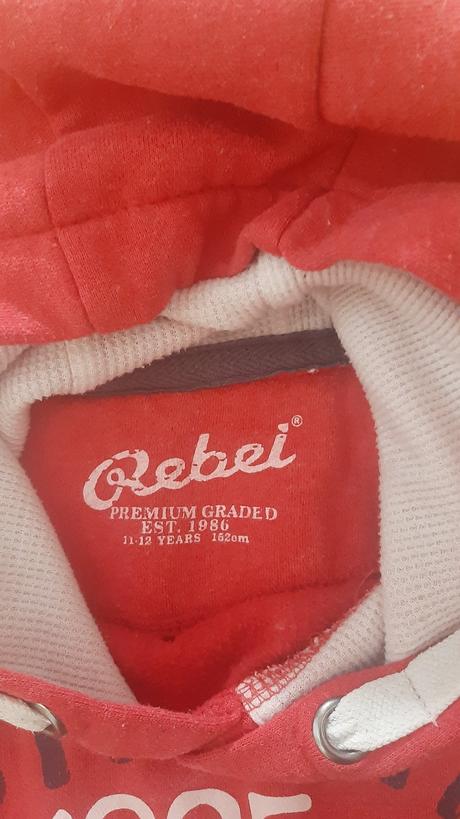 Rebel®
PREMIUM GRADED
EST. 1986
11-12 YEARS 152cm